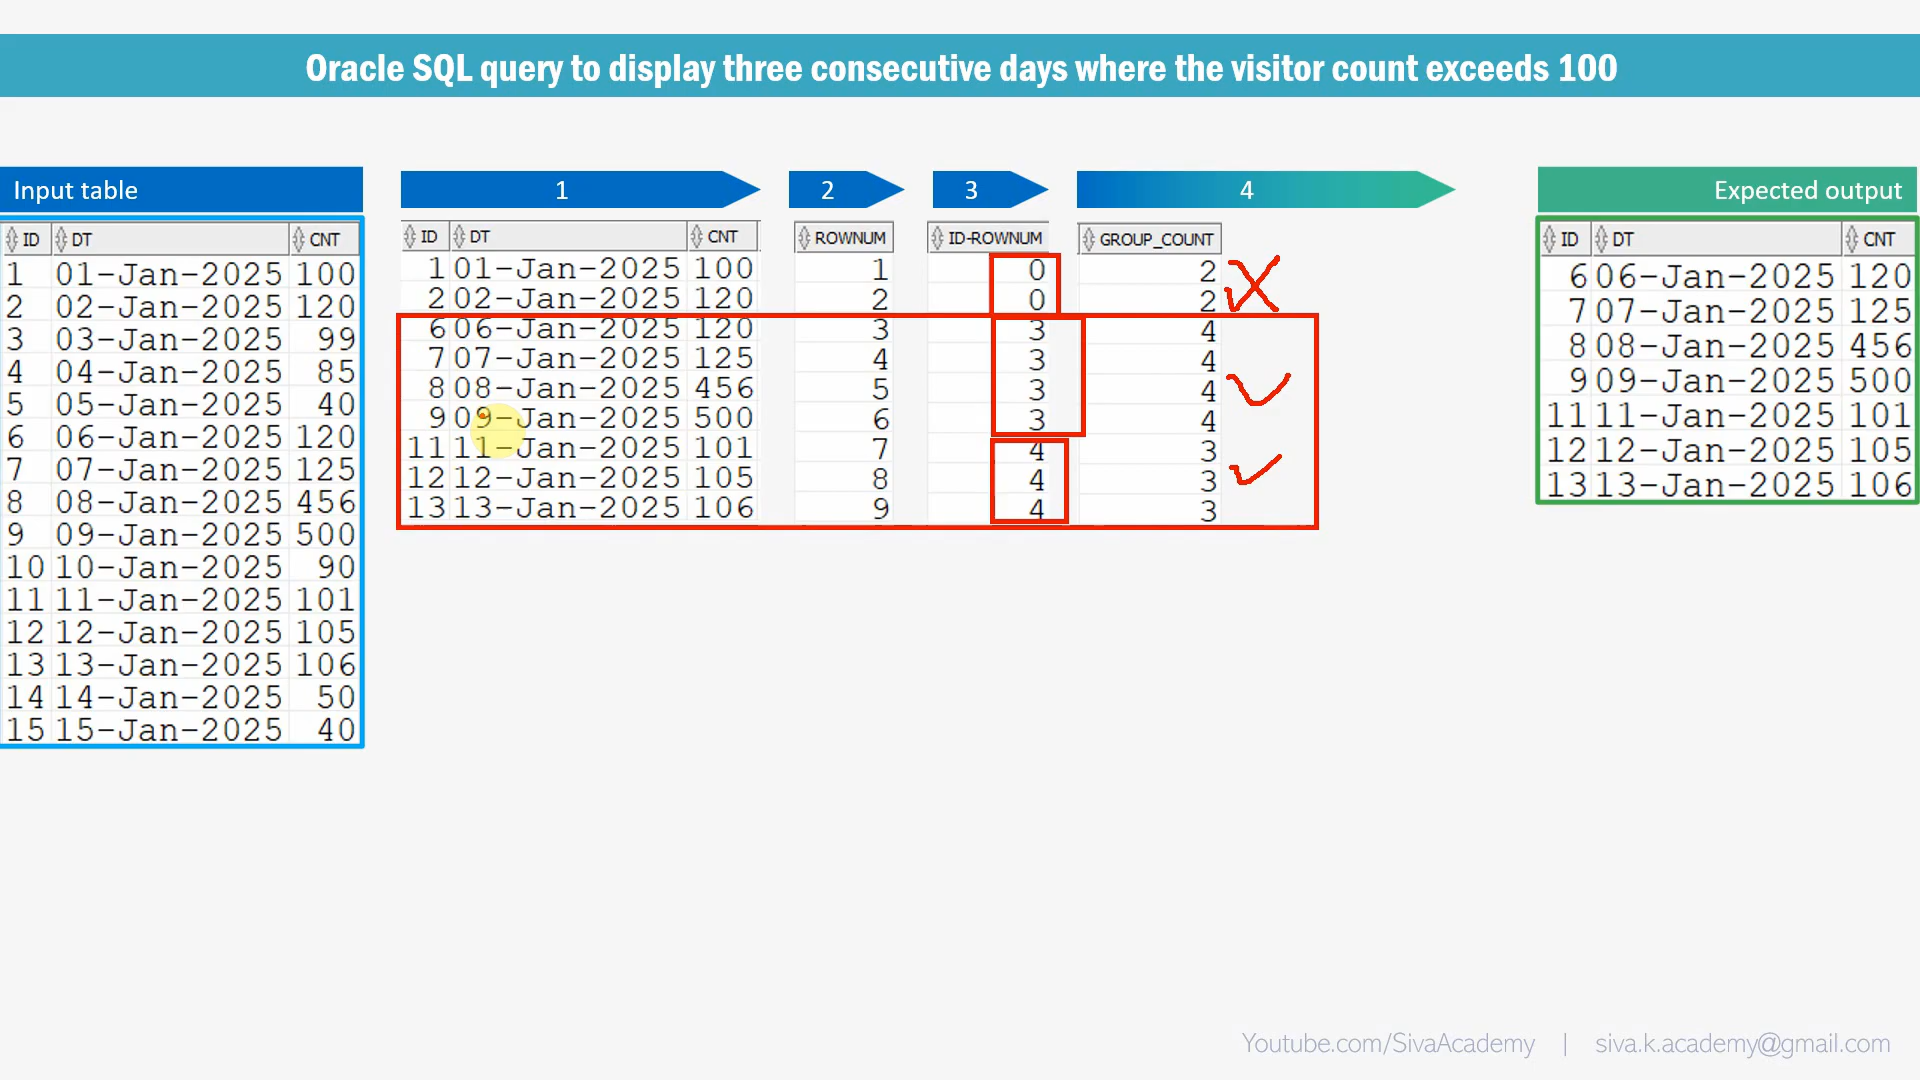 Oracle SQL query to display three consecutive days where the visitor count exceeds 100
Input table
ID DT CNT
1 01-Jan-2025 100
2 02-Jan-2025 120
3 03-Jan-2025 99
4 04-Jan-2025 85
5 05-Jan-2025 40
6 06-Jan-2025 120
7 07-Jan-2025 125
8 08-Jan-2025 456
9 09-Jan-2025 500
10 10-Jan-2025 90
11 11-Jan-2025 101
12 12-Jan-2025 105
13 13-Jan-2025 106
14 14-Jan-2025 50
15 15-Jan-2025 40
1
ID DT CNT
1 01-Jan-2025 100
2 02-Jan-2025 120
6 06-Jan-2025 120
7 07-Jan-2025 125
8 08-Jan-2025 456
9 09-Jan-2025 500
11 11-Jan-2025 101
12 12-Jan-2025 105
13 13-Jan-2025 106
2
ROWNUM
1
2
3
4
5
6
7
8
9
3
ID-ROWNUM
0
0
3
3
3
3
4
4
4
4
GROUP_COUNT
2
2
4
4
4
4
3
3
3
Expected output
ID DT CNT
6 06-Jan-2025 120
7 07-Jan-2025 125
8 08-Jan-2025 456
9 09-Jan-2025 500
11 11-Jan-2025 101
12 12-Jan-2025 105
13 13-Jan-2025 106
Youtube.com/SivaAcademy | siva.k.academy@gmail.com